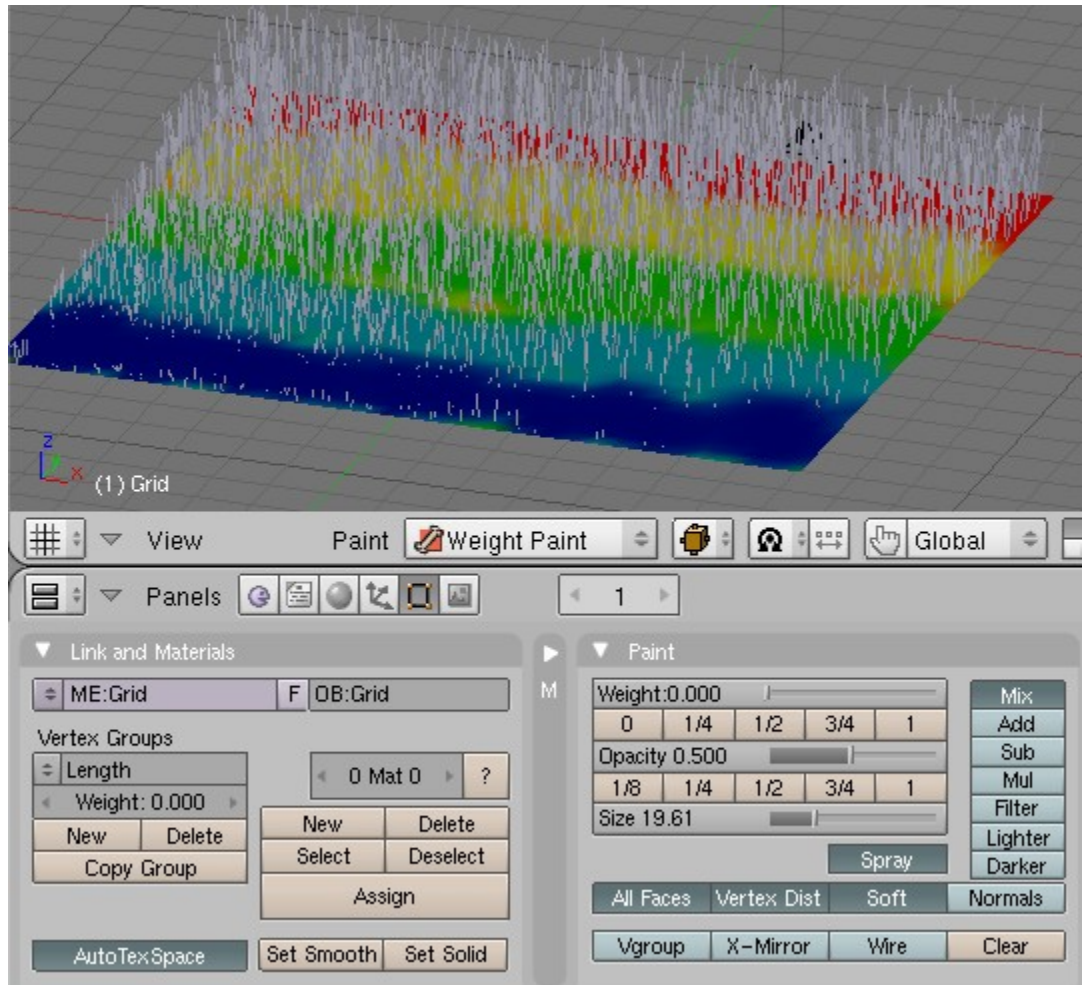 z
x
(1) Grid
View Paint Weight Paint Global
Panels 1
Link and Materials
ME:Grid F OB:Grid
Vertex Groups
Length
Weight: 0.000
New Delete
Copy Group
0 Mat 0 ?
New Delete
Select Deselect
Assign
AutoTexSpace Set Smooth Set Solid
M
Paint
Weight:0.000
0 1/4 1/2 3/4 1
Opacity 0.500
1/8 1/4 1/2 3/4 1
Size 19.61
Spray
Mix
Add
Sub
Mul
Filter
Lighter
Darker
All Faces Vertex Dist Soft Normals
Vgroup X-Mirror Wire Clear